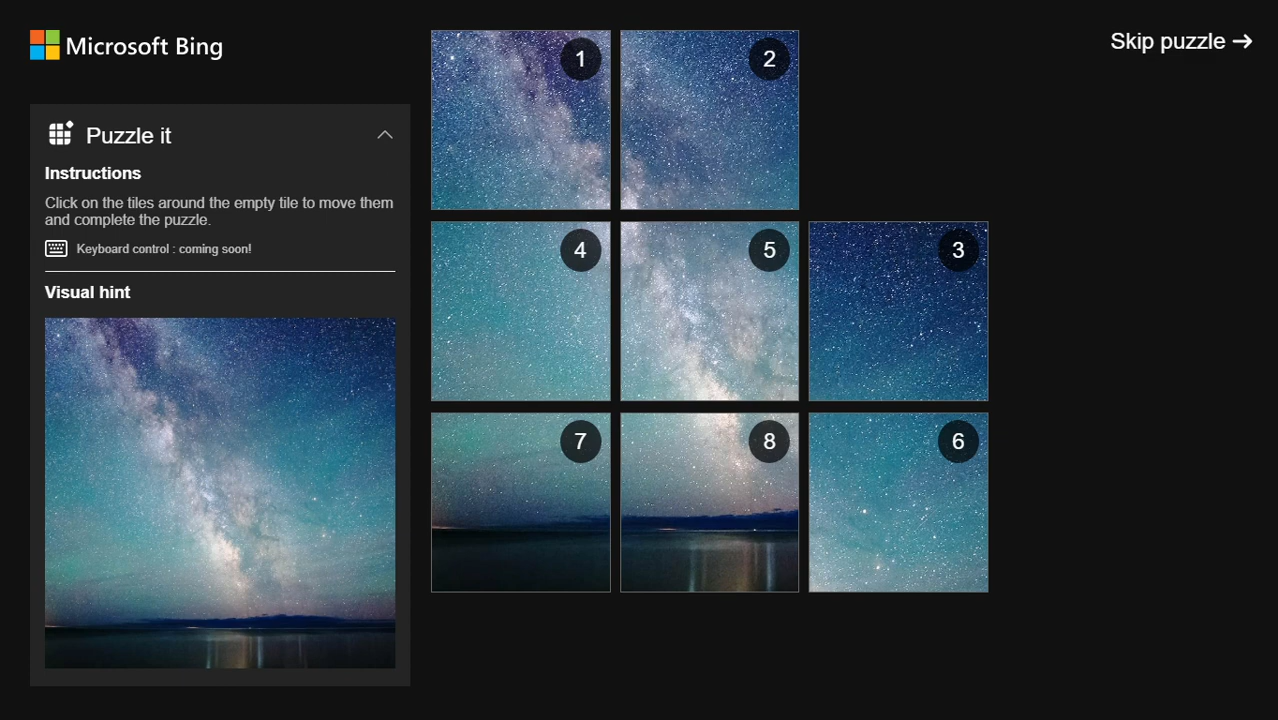 Microsoft Bing
Skip puzzle →
Puzzle it
Instructions
Click on the tiles around the empty tile to move them
and complete the puzzle.
Keyboard control : coming soon!
Visual hint
1
2
4
5
3
7
8
6